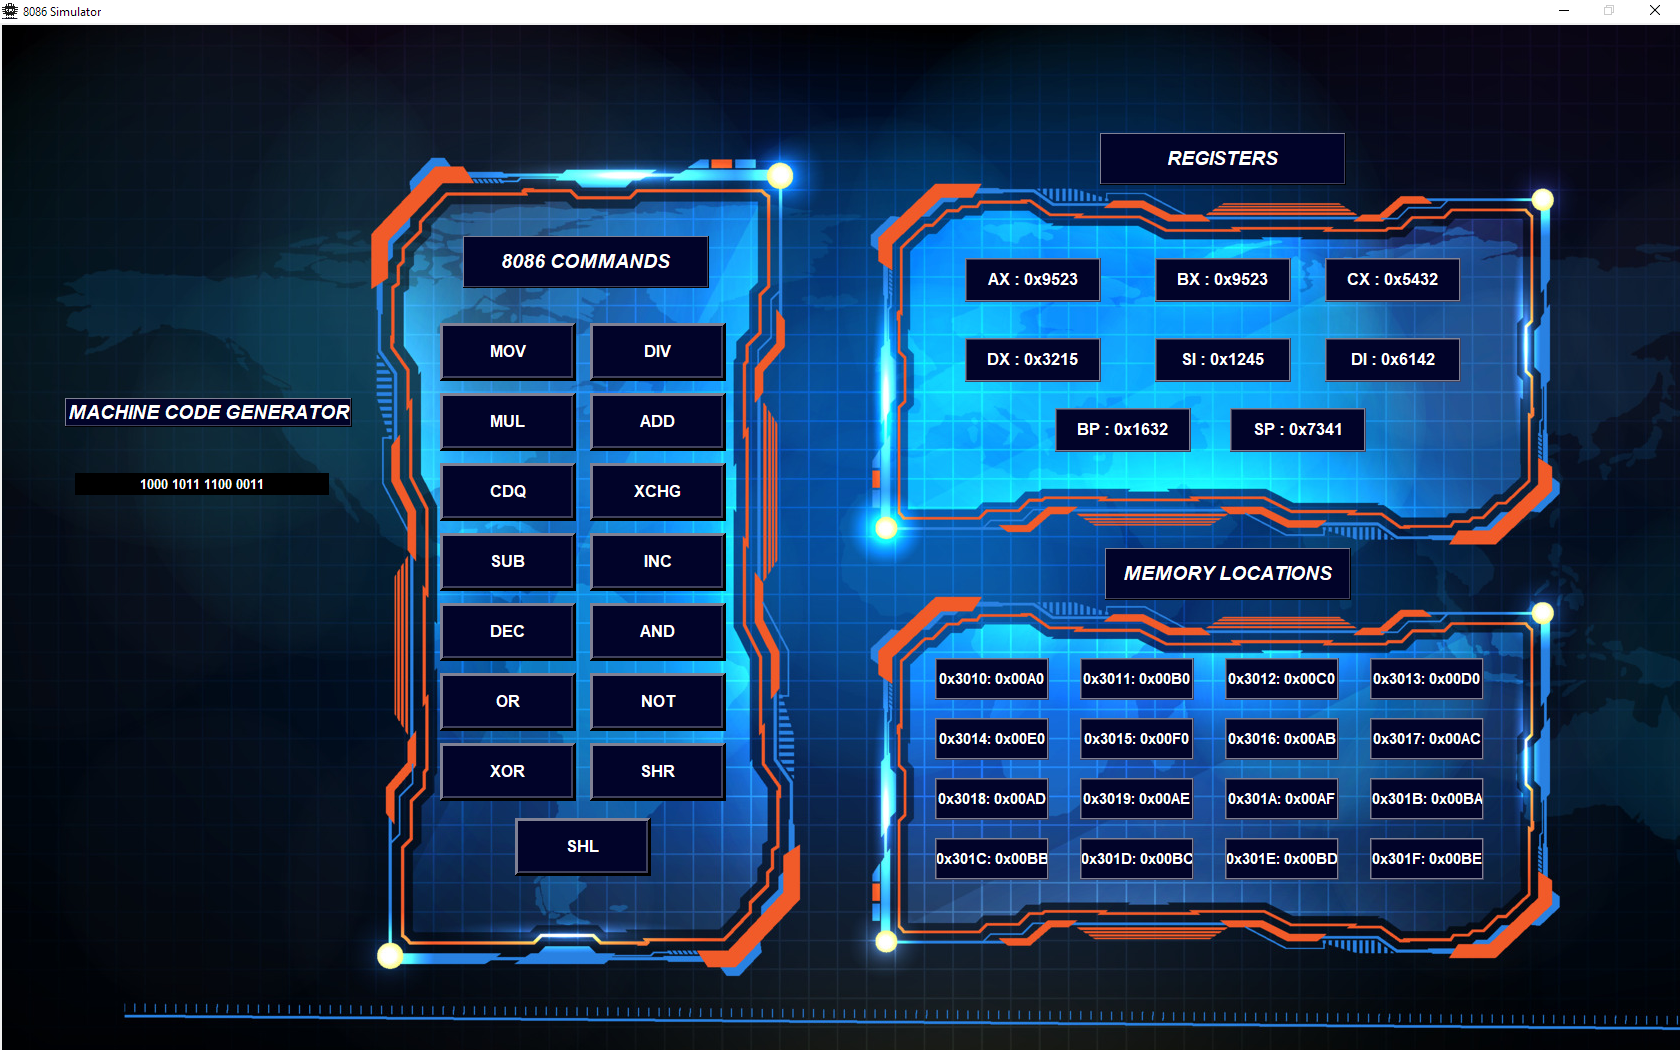 8086 Simulator
MACHINE CODE GENERATOR
1000 1011 1100 0011
8086 COMMANDS
MOV
DIV
MUL
ADD
CDQ
XCHG
SUB
INC
DEC
AND
OR
NOT
XOR
SHR
SHL
REGISTERS
AX : 0x9523
BX : 0x9523
CX : 0x5432
DX : 0x3215
SI : 0x1245
DI : 0x6142
BP : 0x1632
SP : 0x7341
MEMORY LOCATIONS
0x3010: 0x00A0
0x3011: 0x00B0
0x3012: 0x00C0
0x3013: 0x00D0
0x3014: 0x00E0
0x3015: 0x00F0
0x3016: 0x00AB
0x3017: 0x00AC
0x3018: 0x00AD
0x3019: 0x00AE
0x301A: 0x00AF
0x301B: 0x00BA
0x301C: 0x00BB
0x301D: 0x00BC
0x301E: 0x00BD
0x301F: 0x00BE